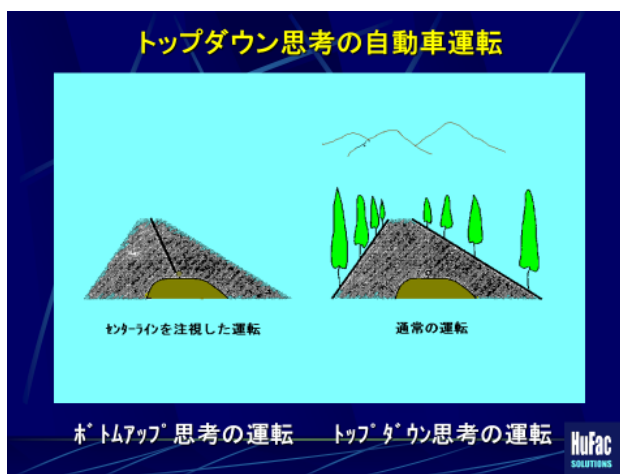 トップダウン思考の自動車運転
ｾﾝﾀｰﾗｲﾝを注視した運転
通常の運転
ﾎﾞﾄﾑｱｯﾌﾟ思考の運転
ﾄｯﾌﾟﾀﾞｳﾝ思考の運転
HuFac
SOLUTIONS